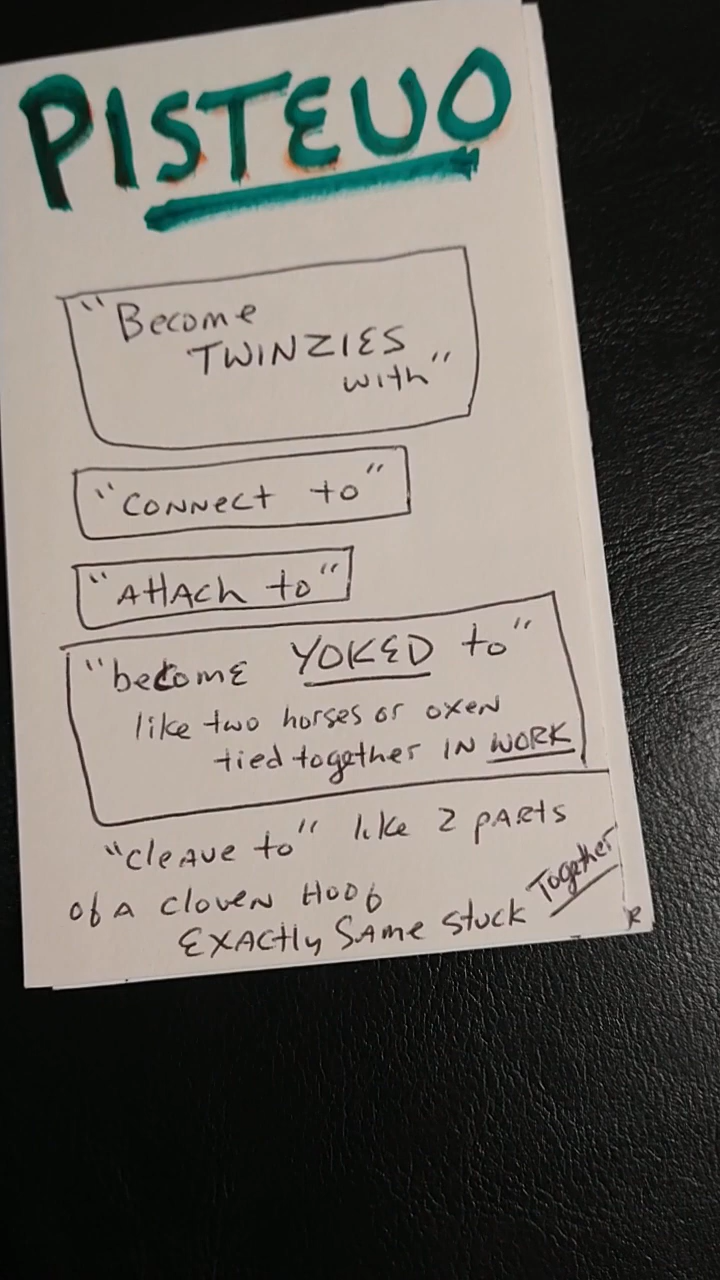 PISTEUO
"Become
TWINZIES
with"
"CONNECT to"
"AttACh to"
"become YOKED to"
like two horses or oxen
tied together IN WORK
"cleAve to" like 2 pARts
of A cloveN Hoof
EXACtly SAme stuck Together